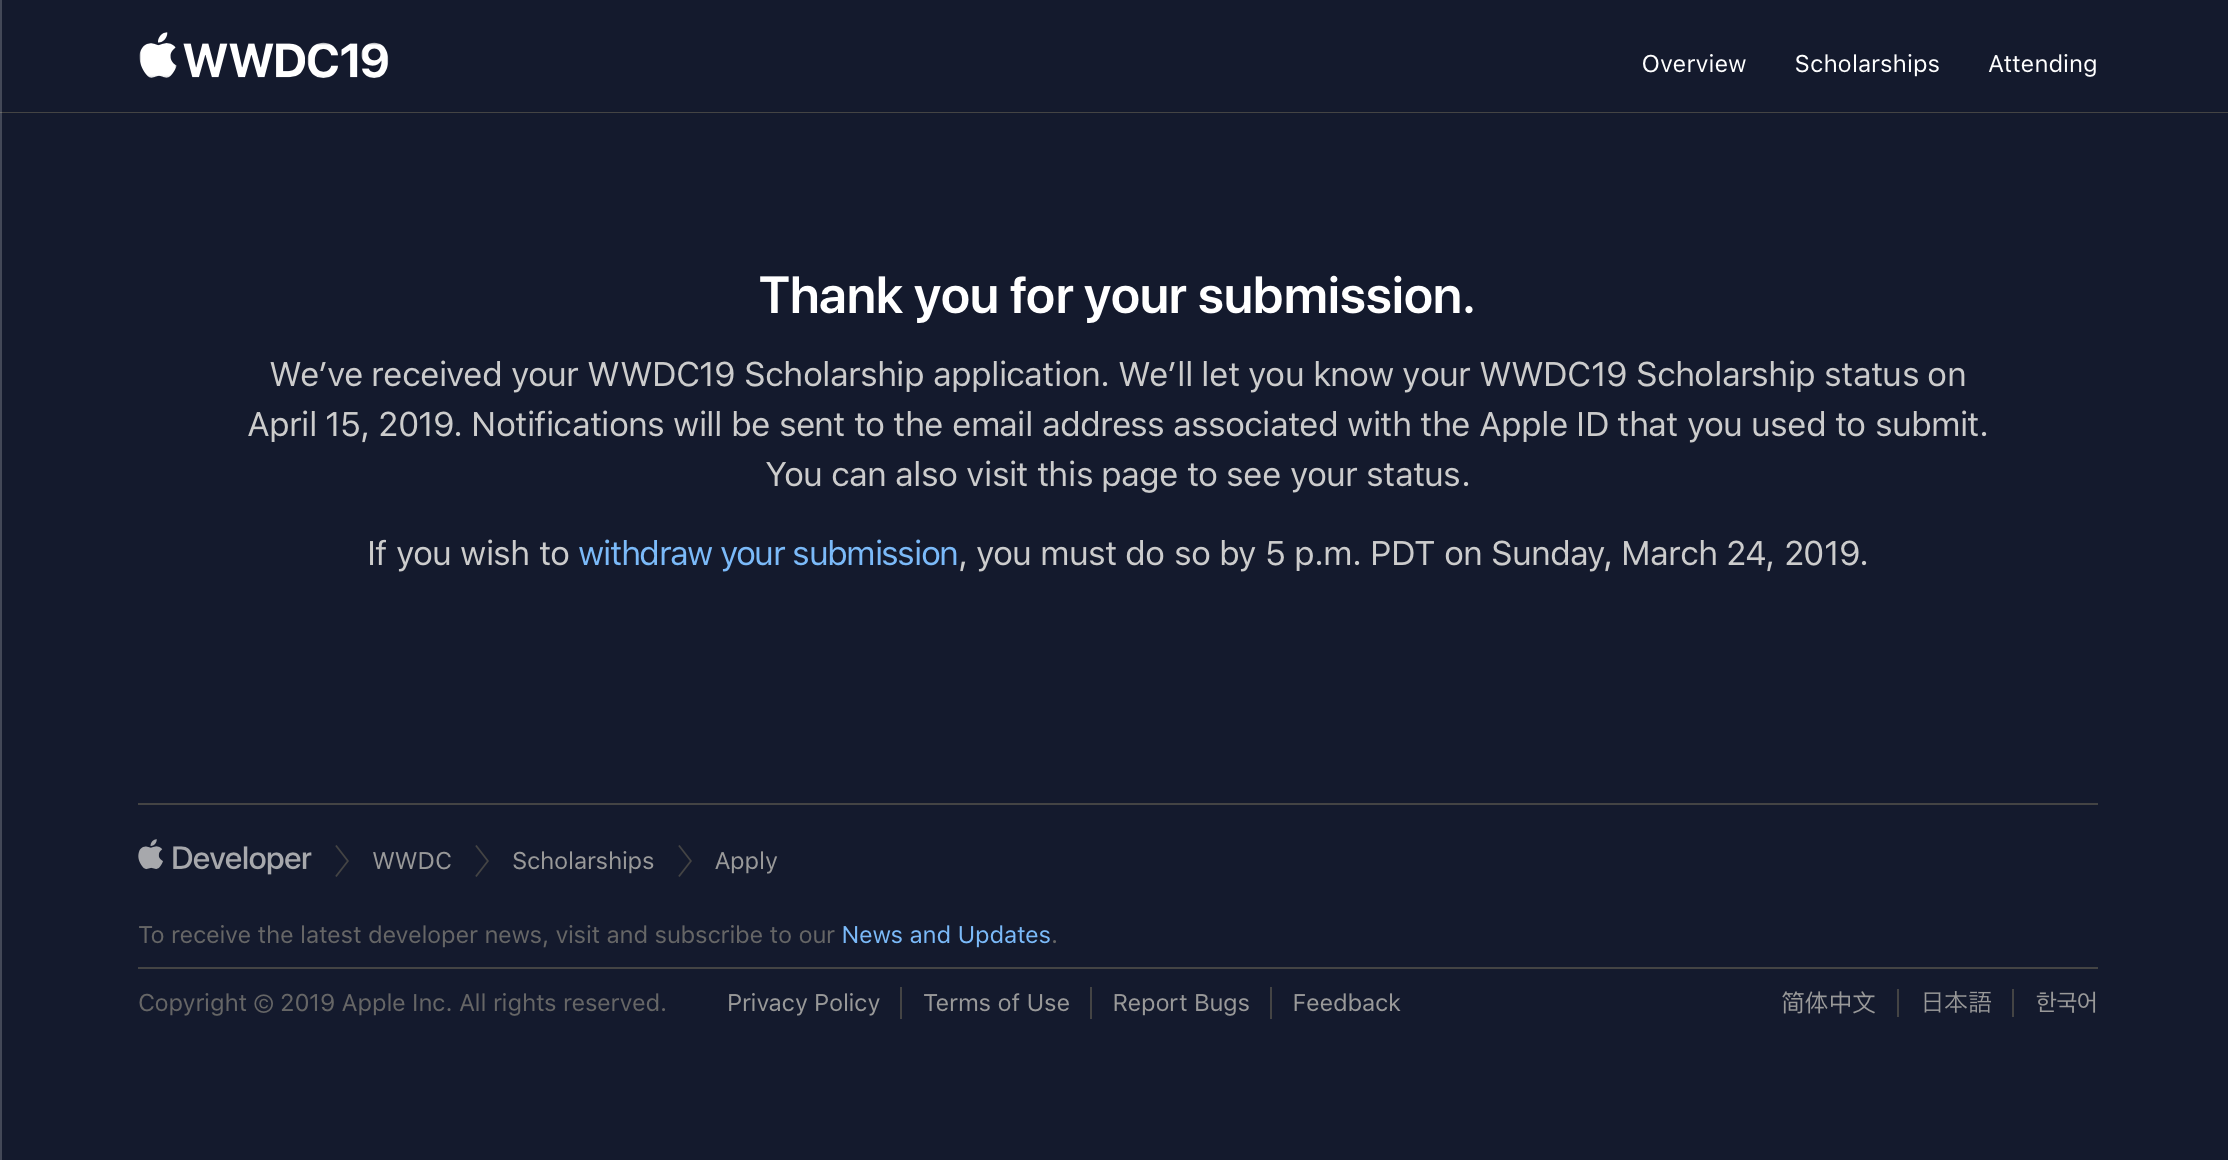 WWDC19
Overview Scholarships Attending
Thank you for your submission.
We’ve received your WWDC19 Scholarship application. We’ll let you know your WWDC19 Scholarship status on
April 15, 2019. Notifications will be sent to the email address associated with the Apple ID that you used to submit.
You can also visit this page to see your status.
If you wish to withdraw your submission, you must do so by 5 p.m. PDT on Sunday, March 24, 2019.
Developer WWDC Scholarships Apply
To receive the latest developer news, visit and subscribe to our News and Updates.
Copyright © 2019 Apple Inc. All rights reserved. Privacy Policy Terms of Use Report Bugs Feedback 简体中文 日本語 한국어